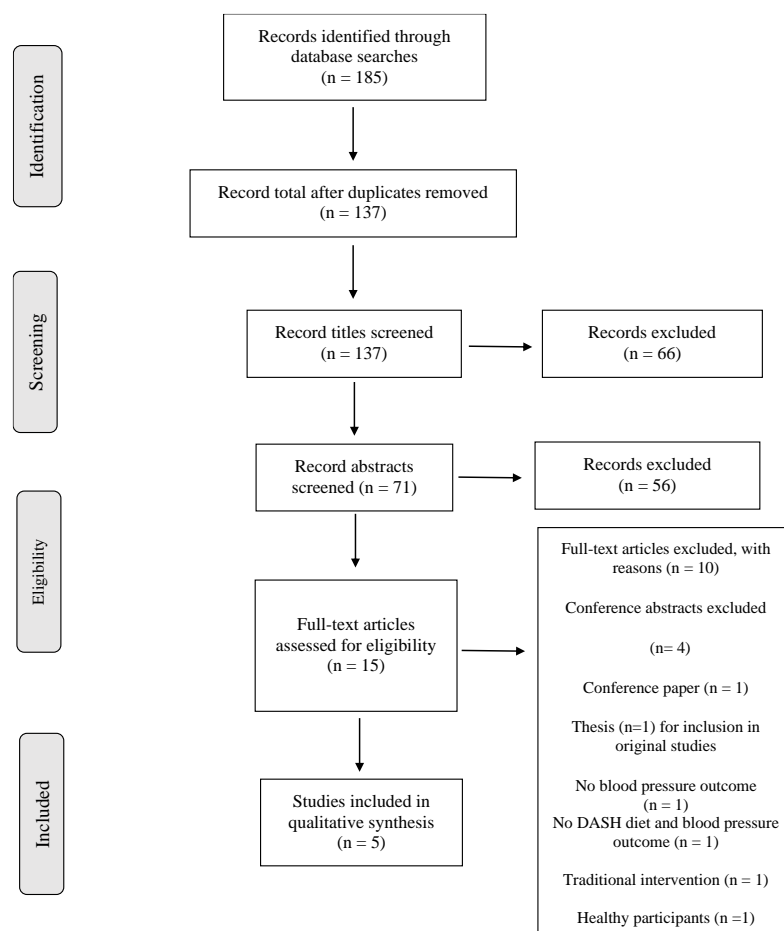 Identification
Records identified through
database searches
(n = 185)
Record total after duplicates removed
(n = 137)
Screening
Record titles screened
(n = 137)
Records excluded
(n = 66)
Record abstracts
screened (n = 71)
Records excluded
(n = 56)
Eligibility
Full-text articles
assessed for eligibility
(n = 15)
Full-text articles excluded, with
reasons (n = 10)
Conference abstracts excluded
(n= 4)
Conference paper (n = 1)
Thesis (n=1) for inclusion in
original studies
No blood pressure outcome
(n = 1)
No DASH diet and blood pressure
outcome (n = 1)
Traditional intervention (n = 1)
Healthy participants (n =1)
Included
Studies included in
qualitative synthesis
(n = 5)